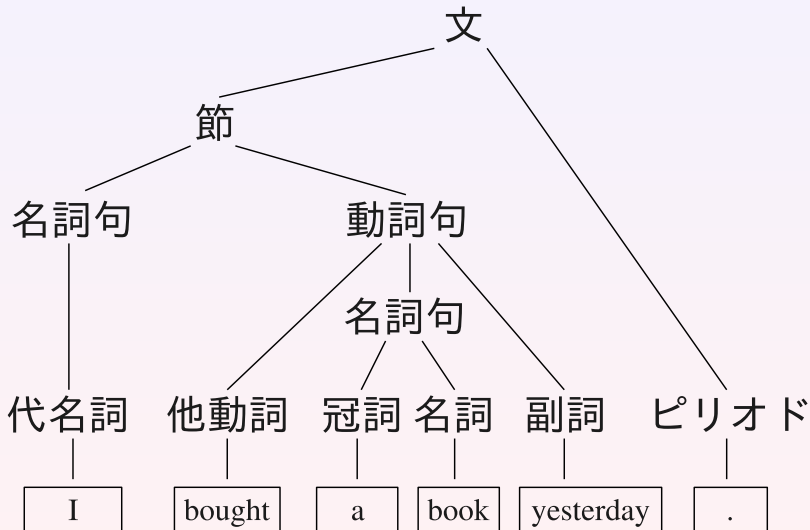 文
節
名詞句 動詞句
名詞句
代名詞 他動詞 冠詞 名詞 副詞 ピリオド
I bought a book yesterday .